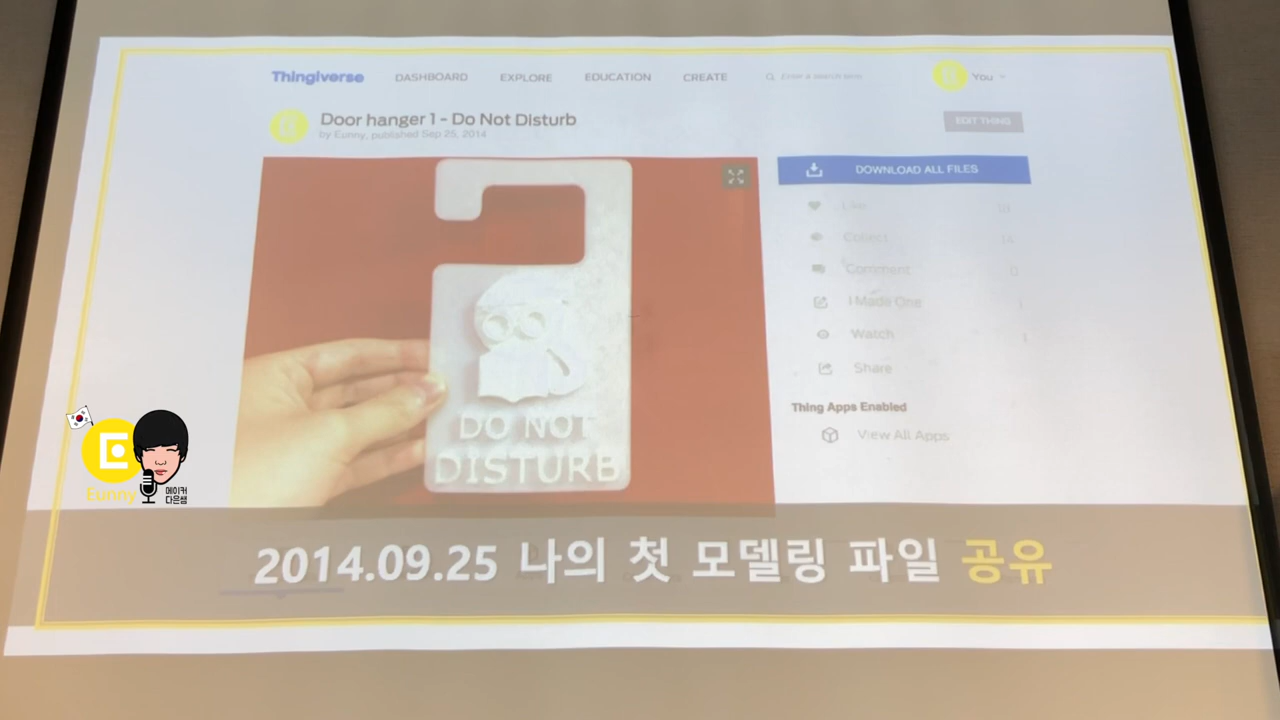 Thingiverse DASHBOARD EXPLORE EDUCATION CREATE You
Door hanger 1 - Do Not Disturb
by Eunny, published Sep 25, 2014
EDIT THING
DOWNLOAD ALL FILES
Like
Collect
Comment 0
I Made One
Watch
Share
Thing Apps Enabled
View All Apps
DO NOT
DISTURB
Eunny
메이커
다은쌤
2014.09.25 나의 첫 모델링 파일 공유